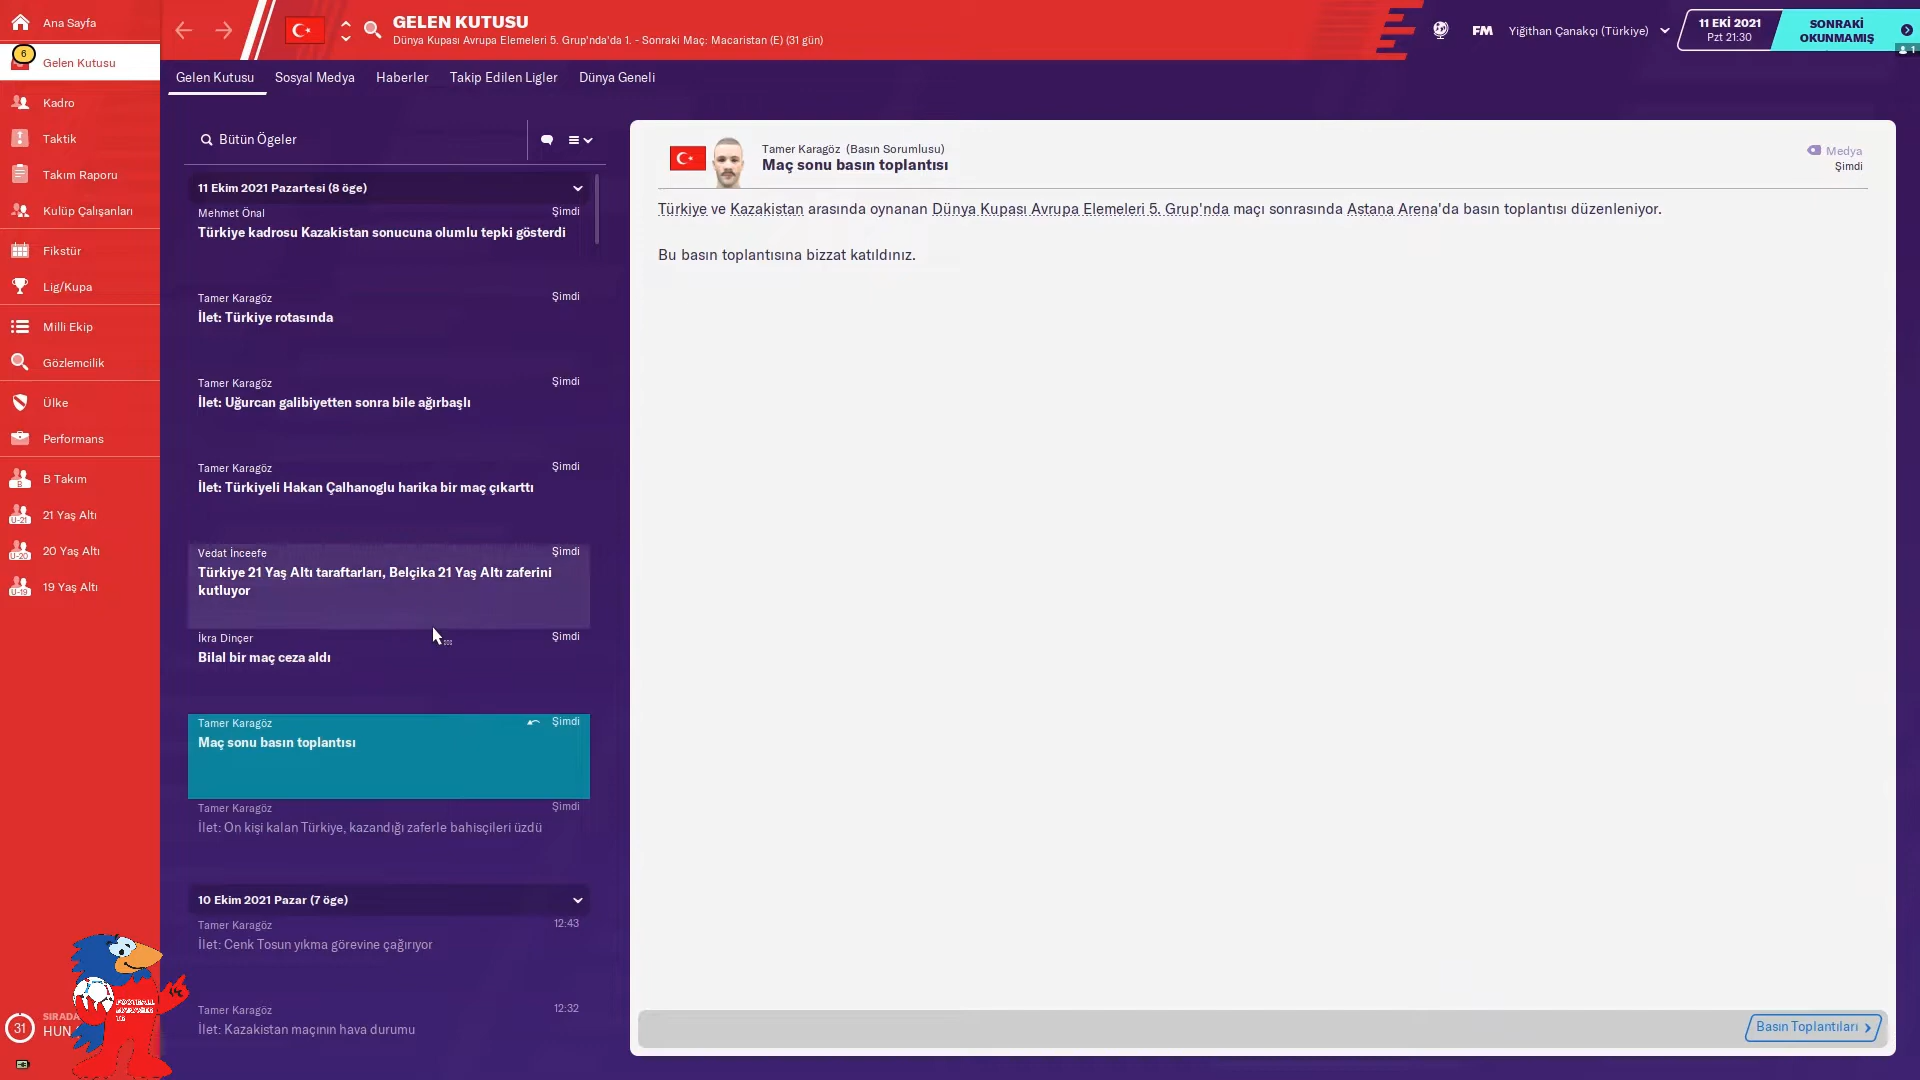 Ana Sayfa
6
Gelen Kutusu
Kadro
Taktik
Takım Raporu
Kulüp Çalışanları
Fikstür
Lig/Kupa
Milli Ekip
Gözlemcilik
Ülke
Performans
B
B Takım
U-21
21 Yaş Altı
U-20
20 Yaş Altı
U-19
19 Yaş Altı
31
SIRADA
HUN
GELEN KUTUSU
Dünya Kupası Avrupa Elemeleri 5. Grup'nda'da 1. - Sonraki Maç: Macaristan (E) (31 gün)
FM
Yiğithan Çanakçı (Türkiye)
11 EKİ 2021
Pzt 21:30
SONRAKİ
OKUNMAMIŞ
1
Gelen Kutusu
Sosyal Medya
Haberler
Takip Edilen Ligler
Dünya Geneli
Bütün Ögeler
11 Ekim 2021 Pazartesi (8 öge)
Mehmet Önal
Şimdi
Türkiye kadrosu Kazakistan sonucuna olumlu tepki gösterdi
Tamer Karagöz
Şimdi
İlet: Türkiye rotasında
Tamer Karagöz
Şimdi
İlet: Uğurcan galibiyetten sonra bile ağırbaşlı
Tamer Karagöz
Şimdi
İlet: Türkiyeli Hakan Çalhanoglu harika bir maç çıkarttı
Vedat İnceefe
Şimdi
Türkiye 21 Yaş Altı taraftarları, Belçika 21 Yaş Altı zaferini
kutluyor
İkra Dinçer
Şimdi
Bilal bir maç ceza aldı
Tamer Karagöz
Şimdi
Maç sonu basın toplantısı
Tamer Karagöz
Şimdi
İlet: On kişi kalan Türkiye, kazandığı zaferle bahisçileri üzdü
10 Ekim 2021 Pazar (7 öge)
Tamer Karagöz
12:43
İlet: Cenk Tosun yıkma görevine çağırıyor
Tamer Karagöz
12:32
İlet: Kazakistan maçının hava durumu
Tamer Karagöz (Basın Sorumlusu)
Maç sonu basın toplantısı
Medya
Şimdi
Türkiye ve Kazakistan arasında oynanan Dünya Kupası Avrupa Elemeleri 5. Grup'nda maçı sonrasında Astana Arena'da basın toplantısı düzenleniyor.
Bu basın toplantısına bizzat katıldınız.
Basın Toplantıları